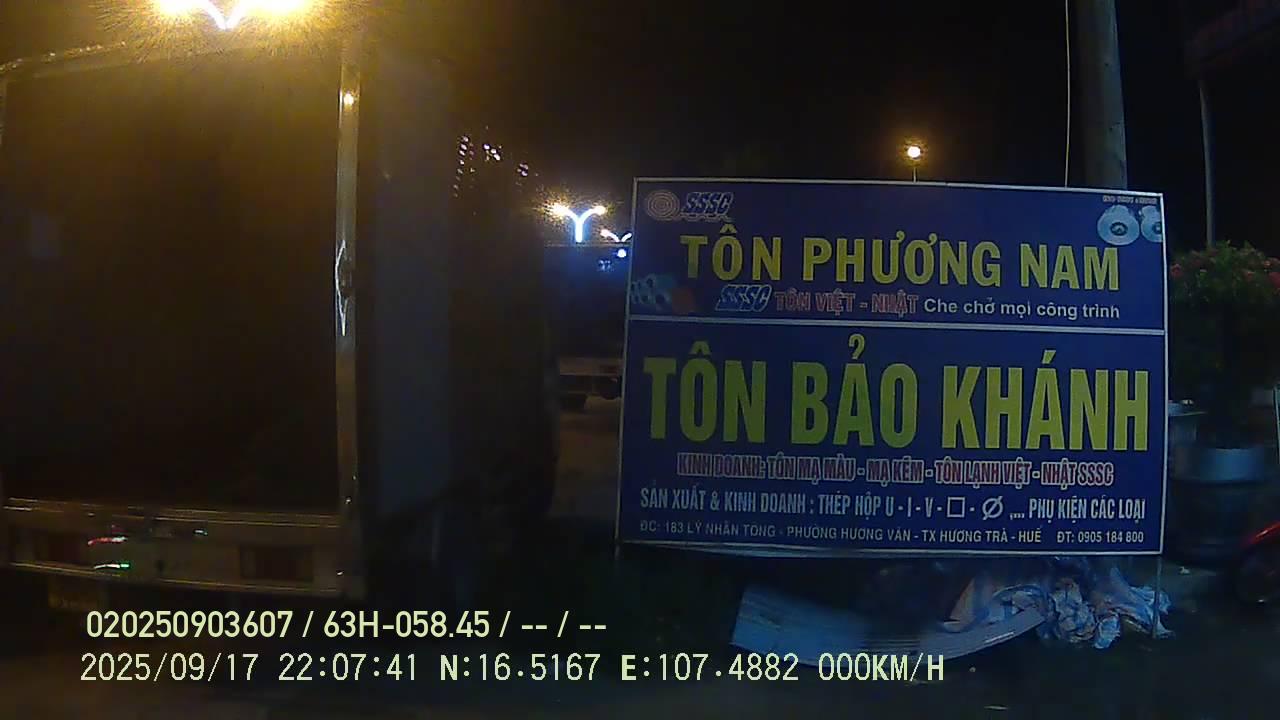 SSSC
TÔN PHƯƠNG NAM
SSSC TÔN VIỆT - NHẬT Che chở mọi công trình
TÔN BẢO KHÁNH
KINH DOANH: TÔN MẠ MÀU - MẠ KẼM - TÔN LẠNH VIỆT - NHẬT SSSC
SẢN XUẤT & KINH DOANH : THÉP HỘP U - I - V - □ - Ø ,... PHỤ KIỆN CÁC LOẠI
ĐC: 183 LÝ NHÂN TÔNG - PHƯỜNG HƯƠNG VĂN - TX HƯƠNG TRÀ - HUẾ ĐT: 0905 184 800
020250903607 / 63H-058.45 / -- / --
2025/09/17 22:07:41 N:16.5167 E:107.4882 000KM/H